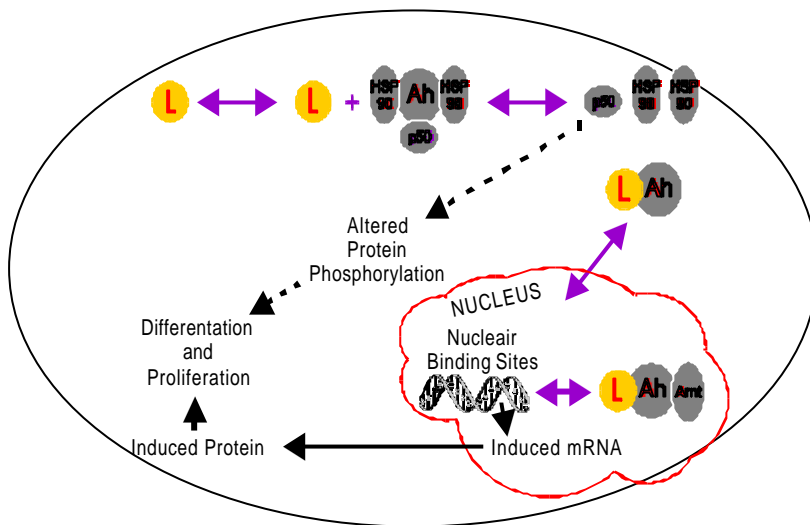 L
L
+
HSP
90
Ah
HSP
90
p50
p50
HSP
90
HSP
90
L
Ah
Altered
Protein
Phosphorylation
NUCLEUS
Differentation
and
Proliferation
Nucleair
Binding Sites
L
Ah
Arnt
Induced Protein
Induced mRNA